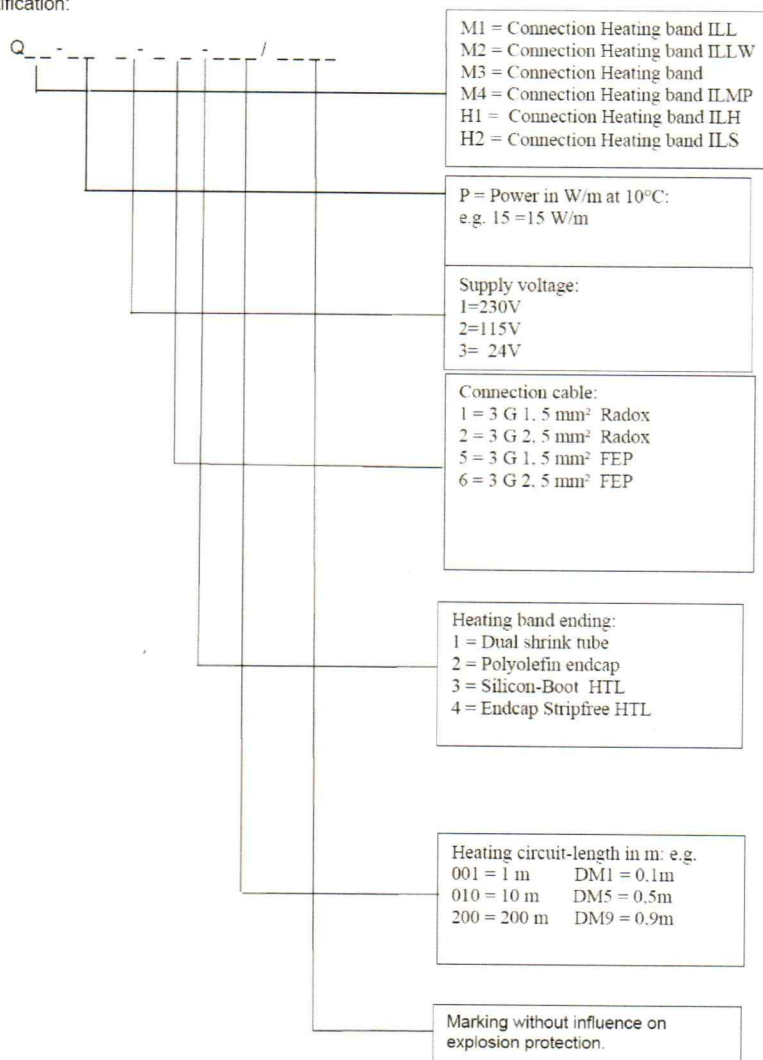 tification:
Q_ _ - _ _ _ - _ _ - _ _ _ / _ _ _ _
M1 = Connection Heating band ILL
M2 = Connection Heating band ILLW
M3 = Connection Heating band
M4 = Connection Heating band ILMP
H1 = Connection Heating band ILH
H2 = Connection Heating band ILS
P = Power in W/m at 10°C:
e.g. 15 =15 W/m
Supply voltage:
1=230V
2=115V
3= 24V
Connection cable:
1 = 3 G 1, 5 mm² Radox
2 = 3 G 2, 5 mm² Radox
5 = 3 G 1, 5 mm² FEP
6 = 3 G 2, 5 mm² FEP
Heating band ending:
1 = Dual shrink tube
2 = Polyolefin endcap
3 = Silicon-Boot HTL
4 = Endcap Stripfree HTL
Heating circuit-length in m: e.g.
001 = 1 m DM1 = 0,1m
010 = 10 m DM5 = 0,5m
200 = 200 m DM9 = 0,9m
Marking without influence on
explosion protection.